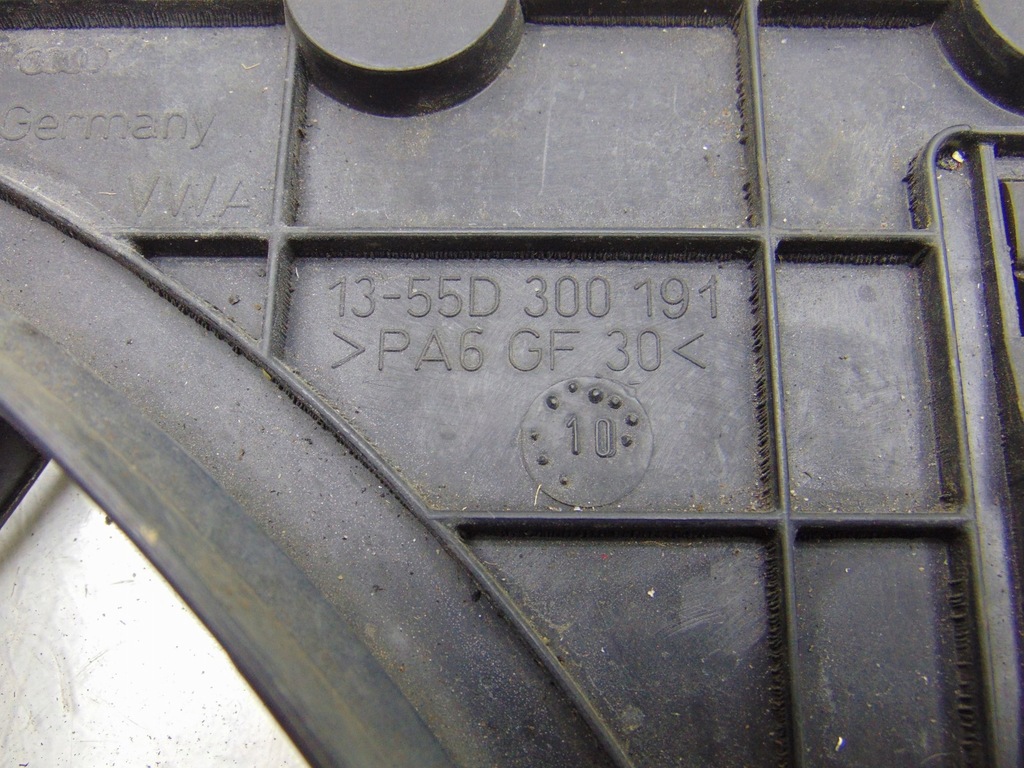 Germany
VWA
13-55D 300 191
>PA6 GF 30<
10